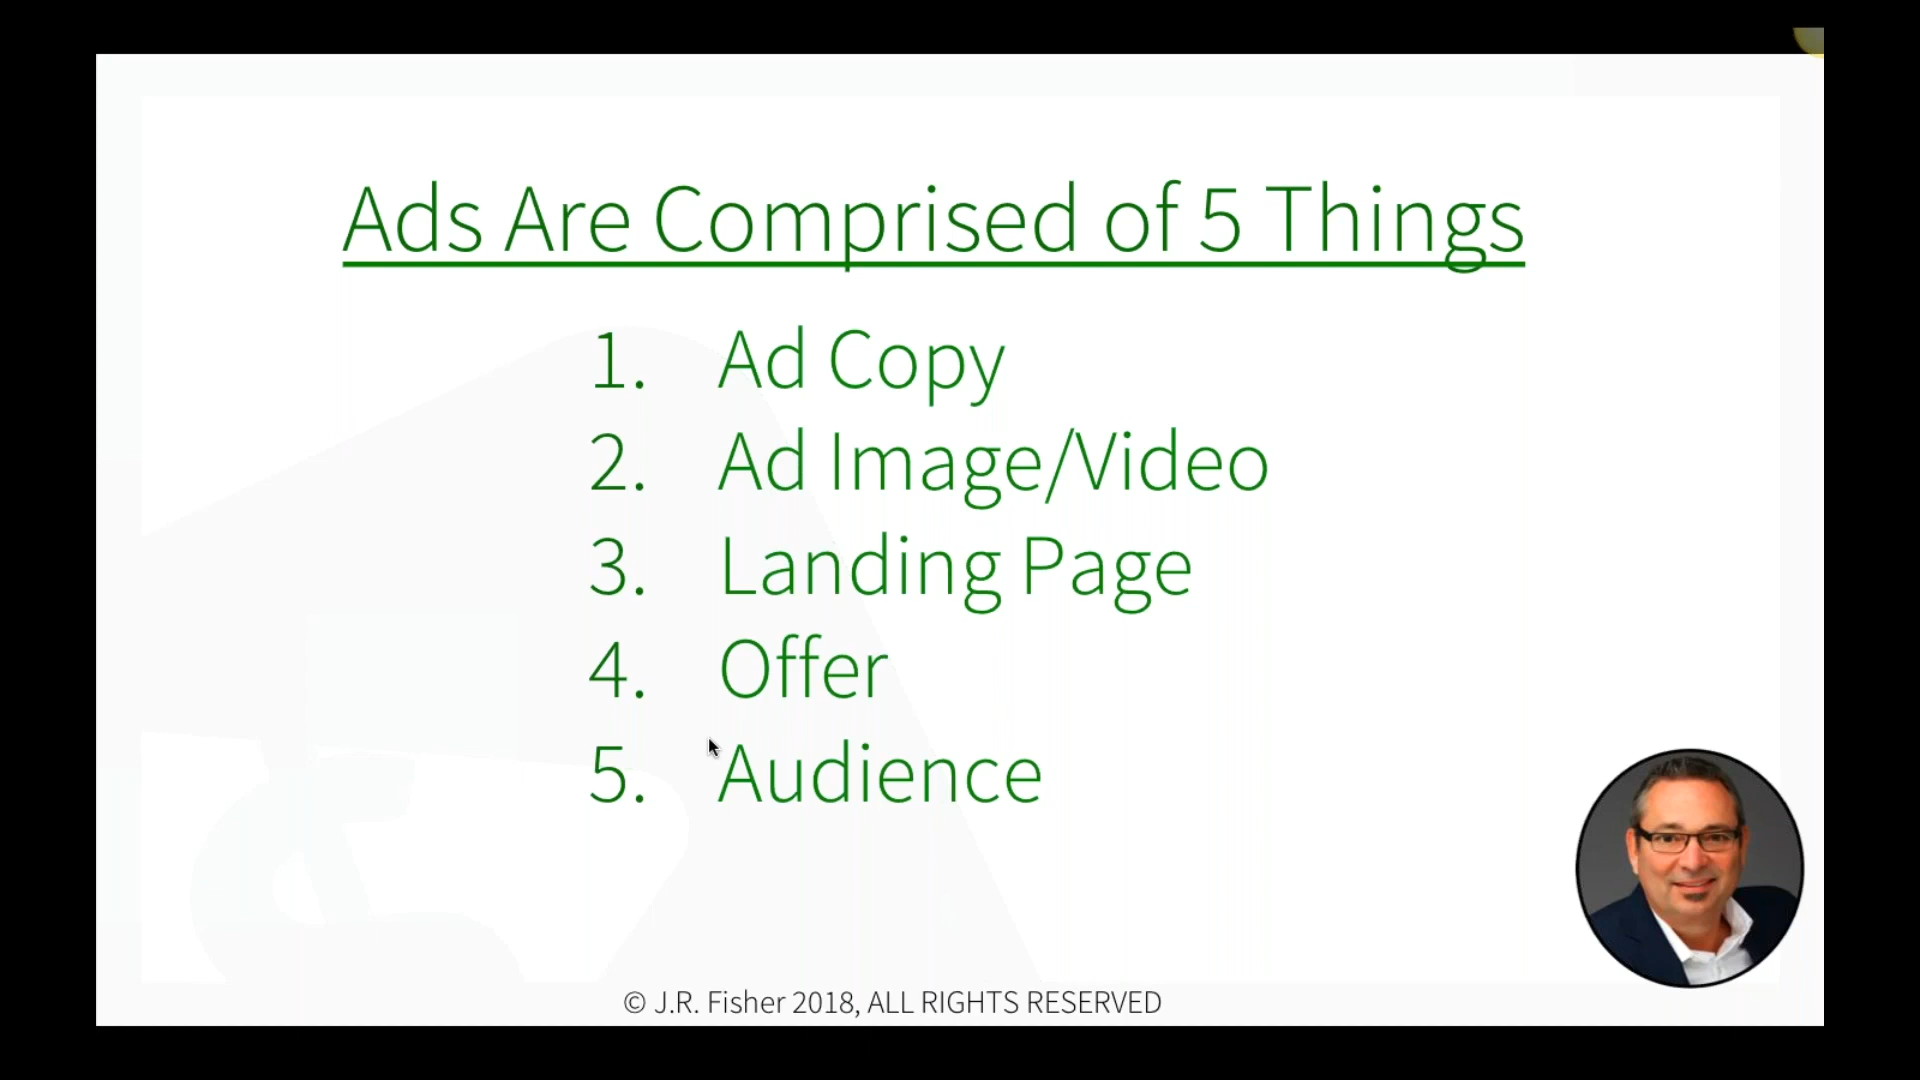 Ads Are Comprised of 5 Things
1. Ad Copy
2. Ad Image/Video
3. Landing Page
4. Offer
5. Audience
© J.R. Fisher 2018, ALL RIGHTS RESERVED